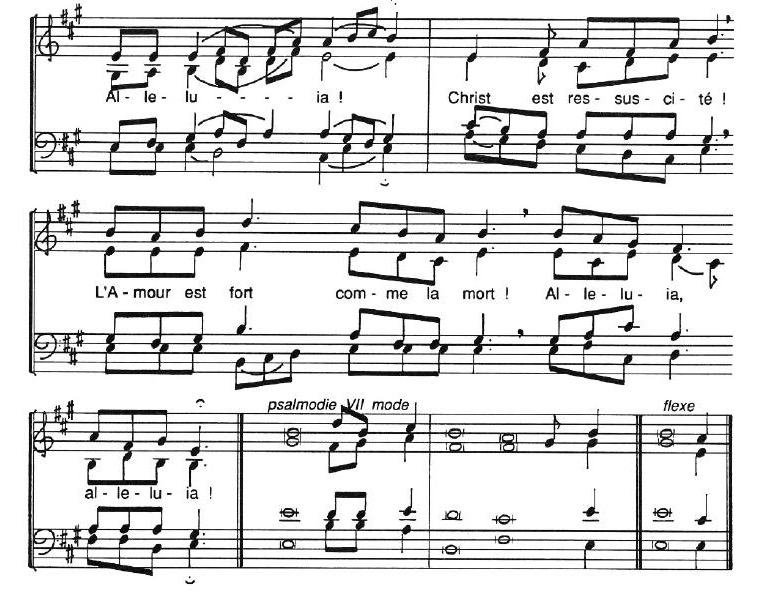 Al - le - lu - - - - ia ! Christ est res - sus - ci - té !
L'A - mour est fort com - me la mort ! Al - le - lu - ia,
psalmodie VII mode flexe
al - le - lu - ia !